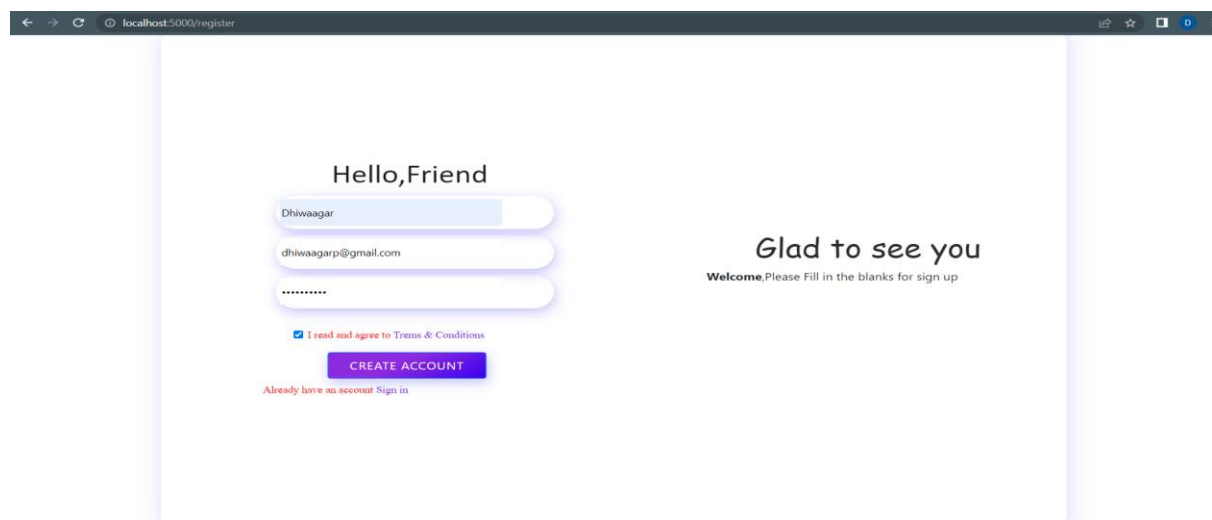 localhost:5000/register
D
Hello,Friend
Dhiwaagar
dhiwaagarp@gmail.com
••••••••••
I read and agree to Trems & Conditions
CREATE ACCOUNT
Already have an account Sign in
Glad to see you
Welcome,Please Fill in the blanks for sign up